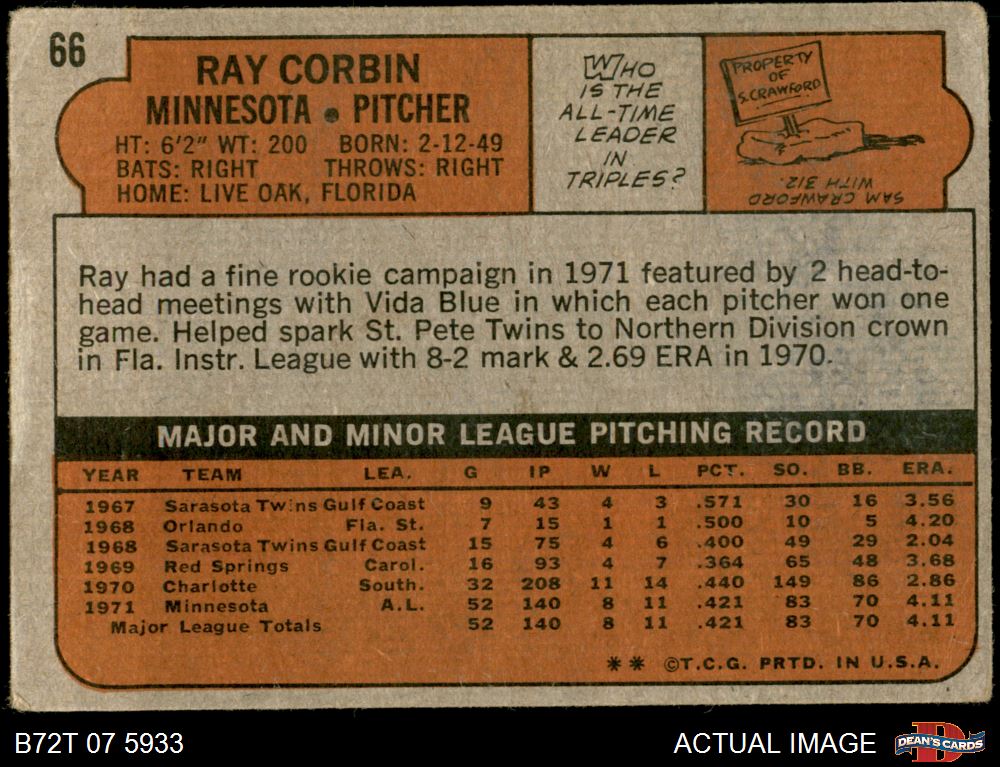 66
RAY CORBIN
MINNESOTA • PITCHER
HT: 6'2" WT: 200 BORN: 2-12-49
BATS: RIGHT THROWS: RIGHT
HOME: LIVE OAK, FLORIDA
WHO
IS THE
ALL-TIME
LEADER
IN
TRIPLES?
PROPERTY
OF
S. CRAWFORD
SAM CRAWFORD
WITH 312.
Ray had a fine rookie campaign in 1971 featured by 2 head-to-
head meetings with Vida Blue in which each pitcher won one
game. Helped spark St. Pete Twins to Northern Division crown
in Fla. Instr. League with 8-2 mark & 2.69 ERA in 1970.
MAJOR AND MINOR LEAGUE PITCHING RECORD
YEAR TEAM LEA. G IP W L PCT. SO. BB. ERA.
1967 Sarasota Twins Gulf Coast 9 43 4 3 .571 30 16 3.56
1968 Orlando Fla. St. 7 15 1 1 .500 10 5 4.20
1968 Sarasota Twins Gulf Coast 15 75 4 6 .400 49 29 2.04
1969 Red Springs Carol. 16 93 4 7 .364 65 48 3.68
1970 Charlotte South. 32 208 11 14 .440 149 86 2.86
1971 Minnesota A.L. 52 140 8 11 .421 83 70 4.11
Major League Totals 52 140 8 11 .421 83 70 4.11
** ©T.C.G. PRTD. IN U.S.A.
B72T 07 5933
ACTUAL IMAGE
D
DEAN'S CARDS